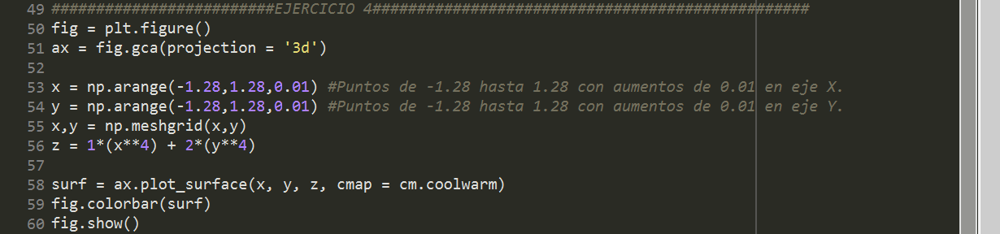 49 #########################EJERCICIO 4#################################################
50 fig = plt.figure()
51 ax = fig.gca(projection = '3d')
52
53 x = np.arange(-1.28,1.28,0.01) #Puntos de -1.28 hasta 1.28 con aumentos de 0.01 en eje X.
54 y = np.arange(-1.28,1.28,0.01) #Puntos de -1.28 hasta 1.28 con aumentos de 0.01 en eje Y.
55 x,y = np.meshgrid(x,y)
56 z = 1*(x**4) + 2*(y**4)
57
58 surf = ax.plot_surface(x, y, z, cmap = cm.coolwarm)
59 fig.colorbar(surf)
60 fig.show()